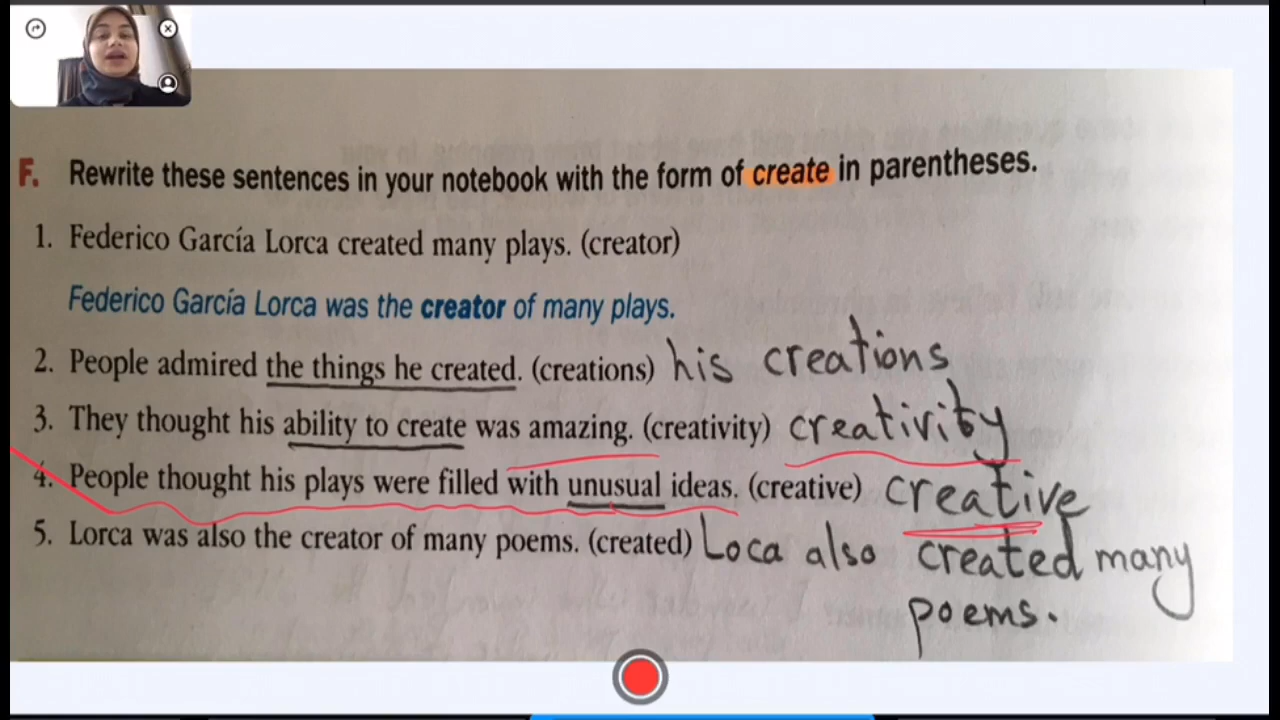 F. Rewrite these sentences in your notebook with the form of create in parentheses.
1. Federico García Lorca created many plays. (creator)
Federico García Lorca was the creator of many plays.
2. People admired the things he created. (creations) his creations
3. They thought his ability to create was amazing. (creativity) creativity
4. People thought his plays were filled with unusual ideas. (creative) creative
5. Lorca was also the creator of many poems. (created) Loca also created many
poems.